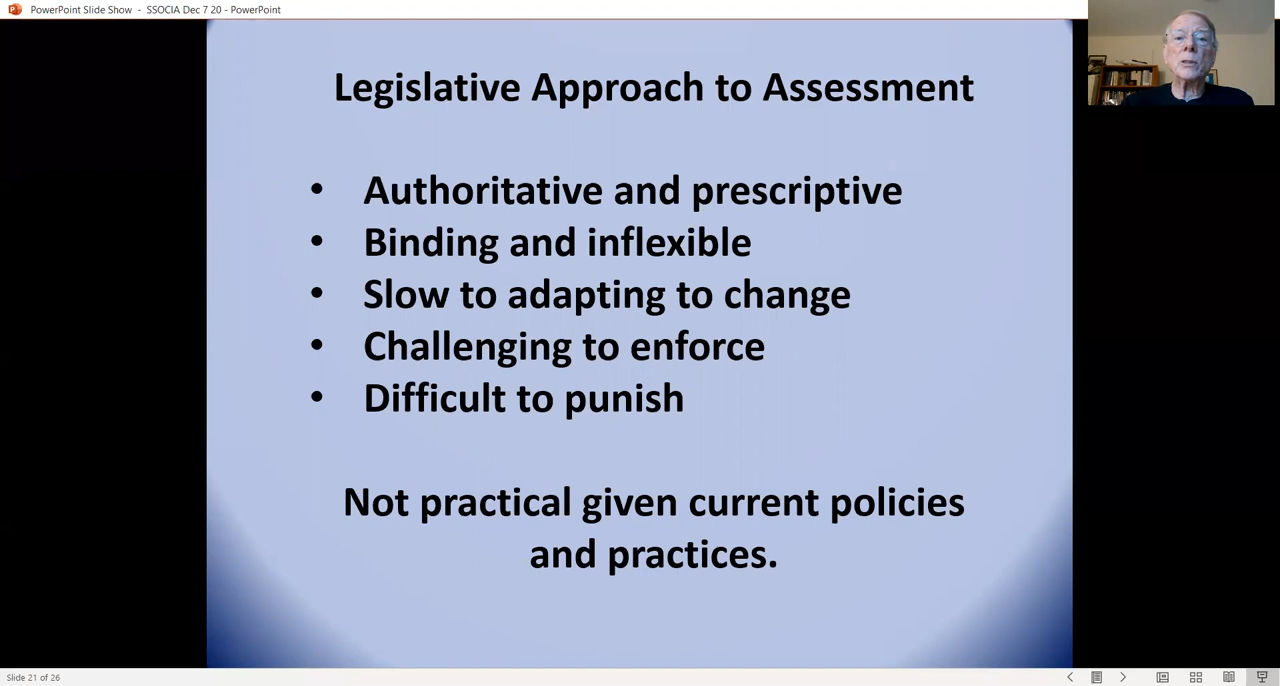 PowerPoint Slide Show - SSOCIA Dec 7 20 - PowerPoint
Legislative Approach to Assessment
• Authoritative and prescriptive
• Binding and inflexible
• Slow to adapting to change
• Challenging to enforce
• Difficult to punish
Not practical given current policies
and practices.
Slide 21 of 26